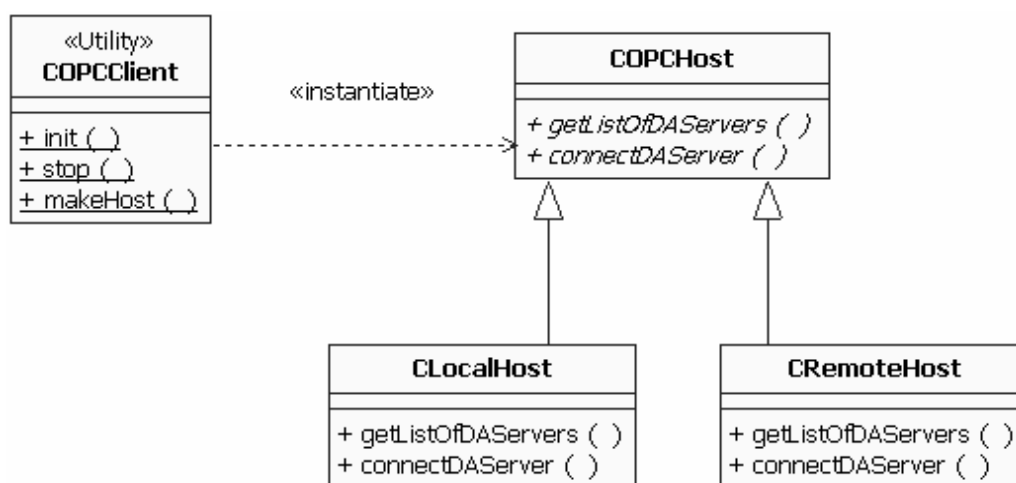 «Utility»
COPCClient
+ init ( )
+ stop ( )
+ makeHost ( )
«instantiate»
COPCHost
+ getListOfDAServers ( )
+ connectDAServer ( )
CLocalHost
+ getListOfDAServers ( )
+ connectDAServer ( )
CRemoteHost
+ getListOfDAServers ( )
+ connectDAServer ( )